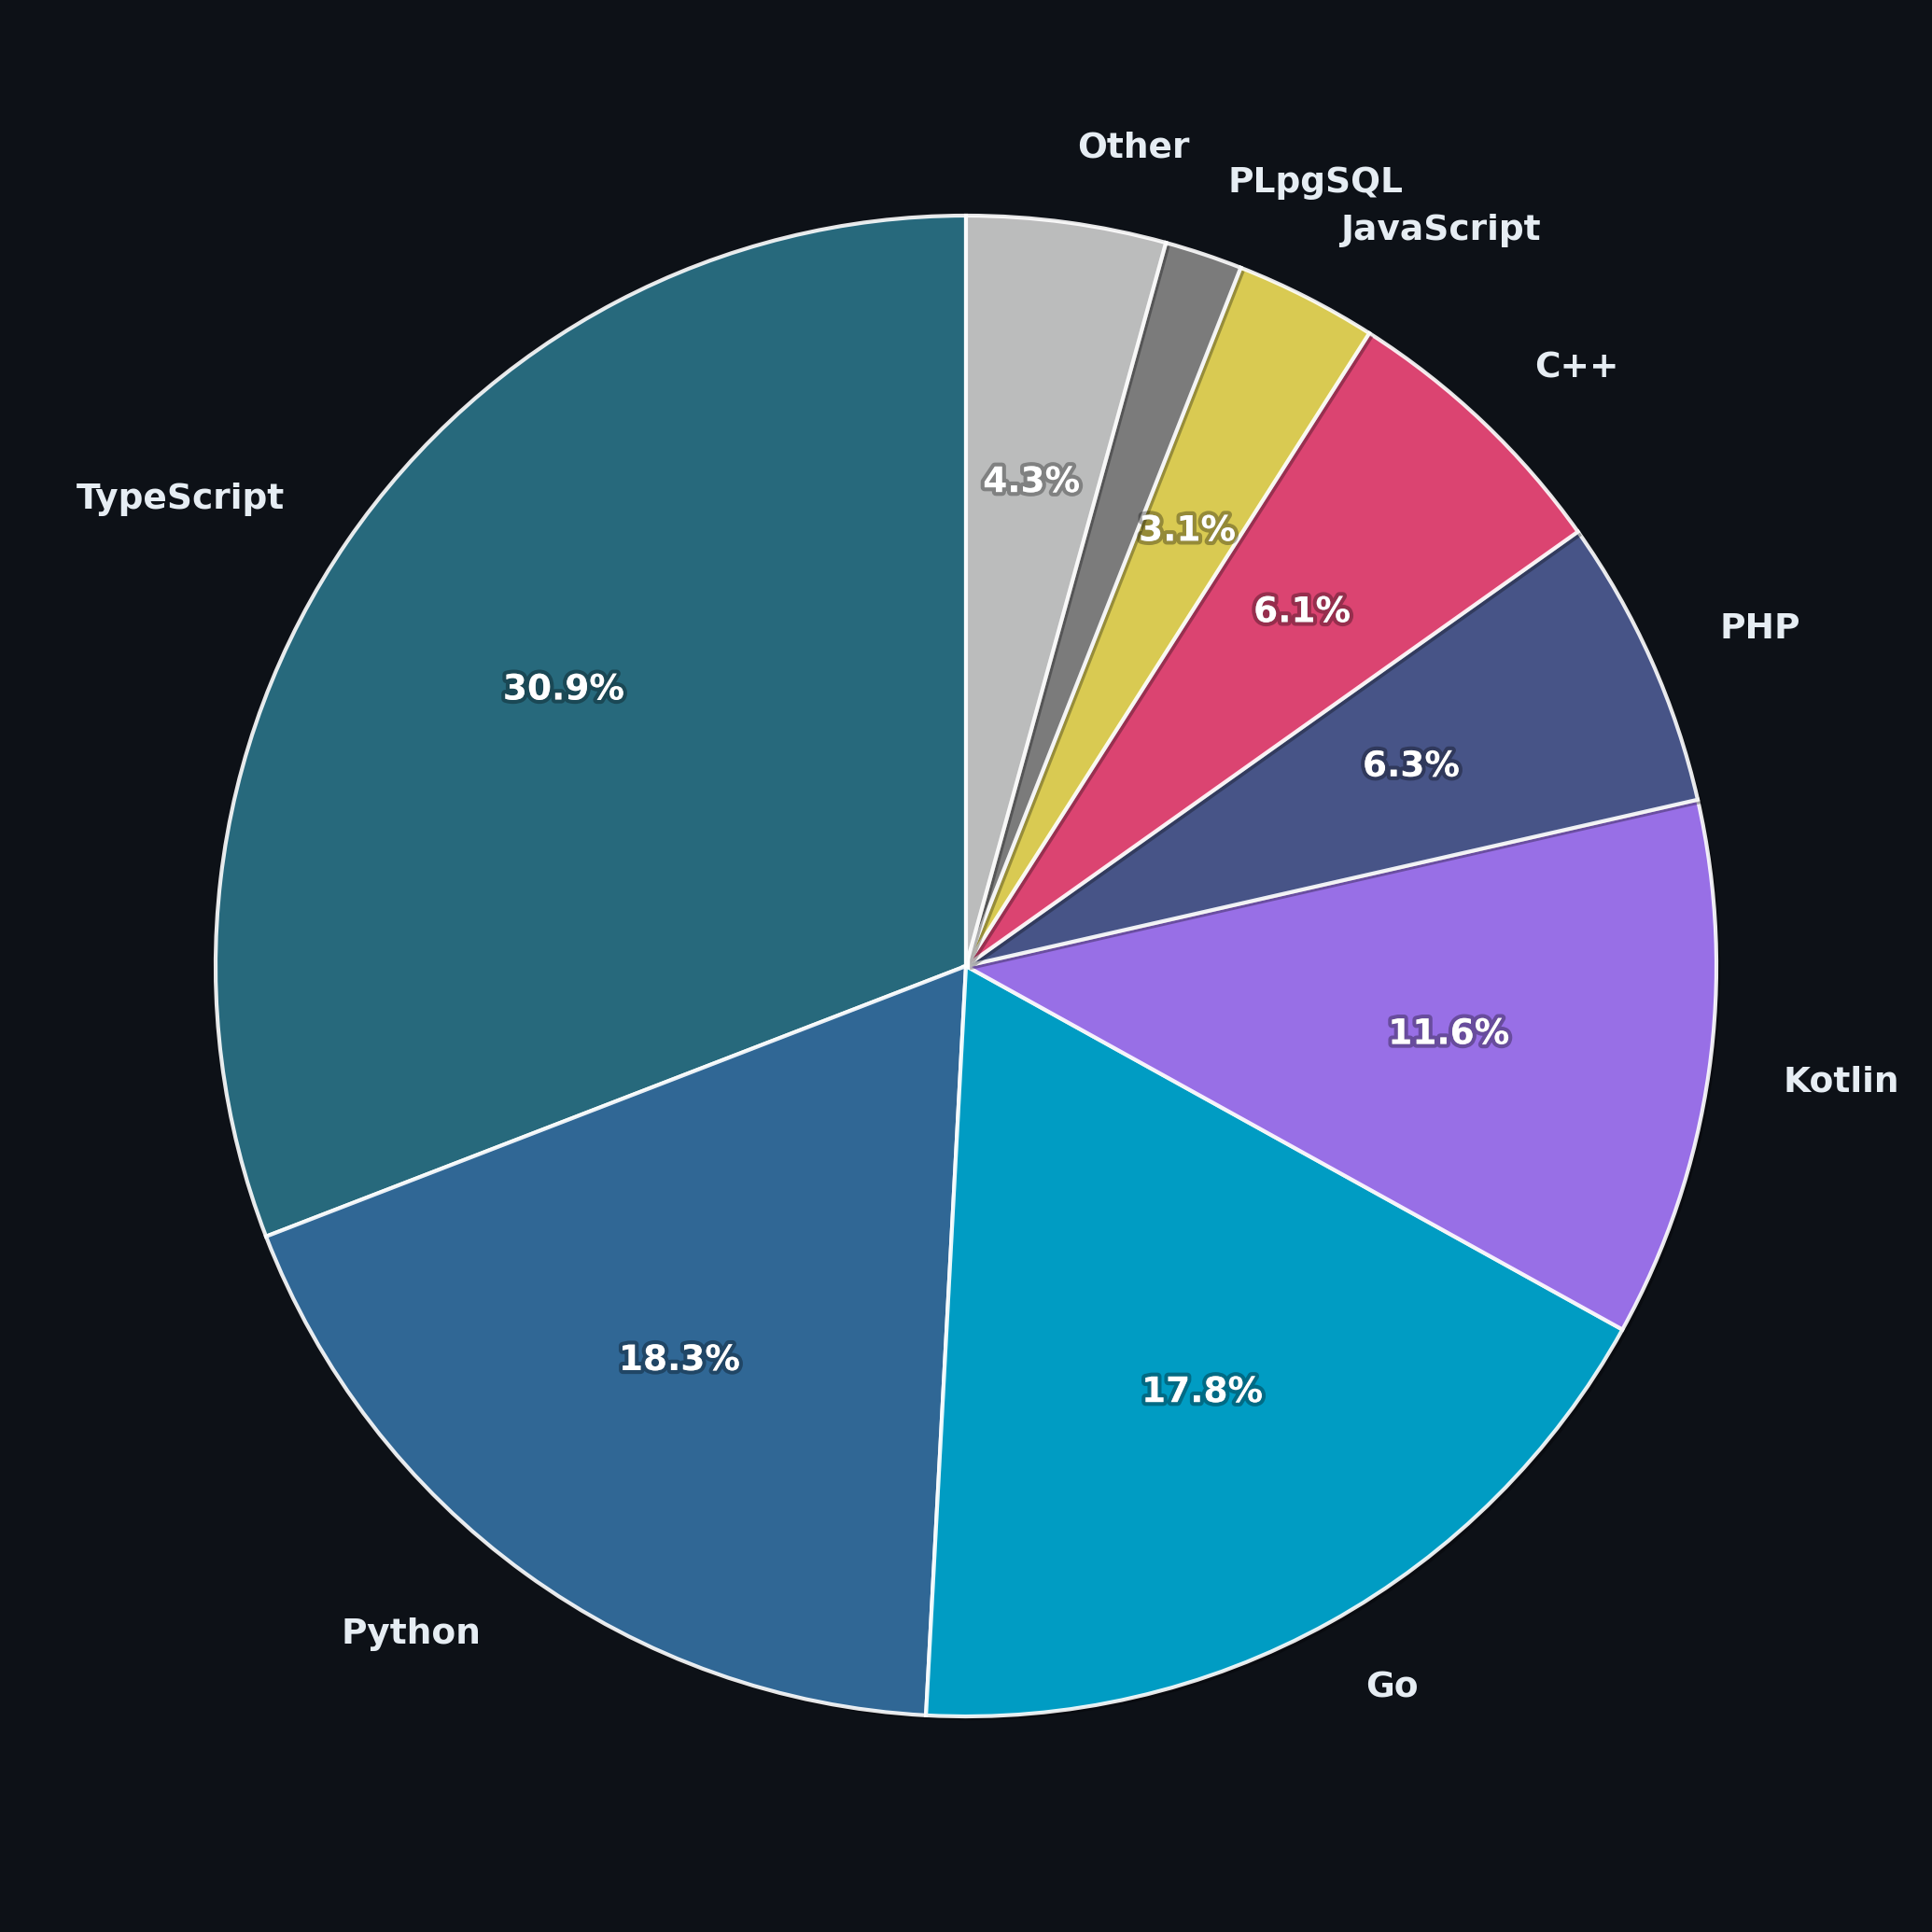 Other
PLpgSQL
JavaScript
C++
4.3%
TypeScript
3.1%
6.1%
PHP
30.9%
6.3%
11.6%
Kotlin
18.3%
17.8%
Python
Go